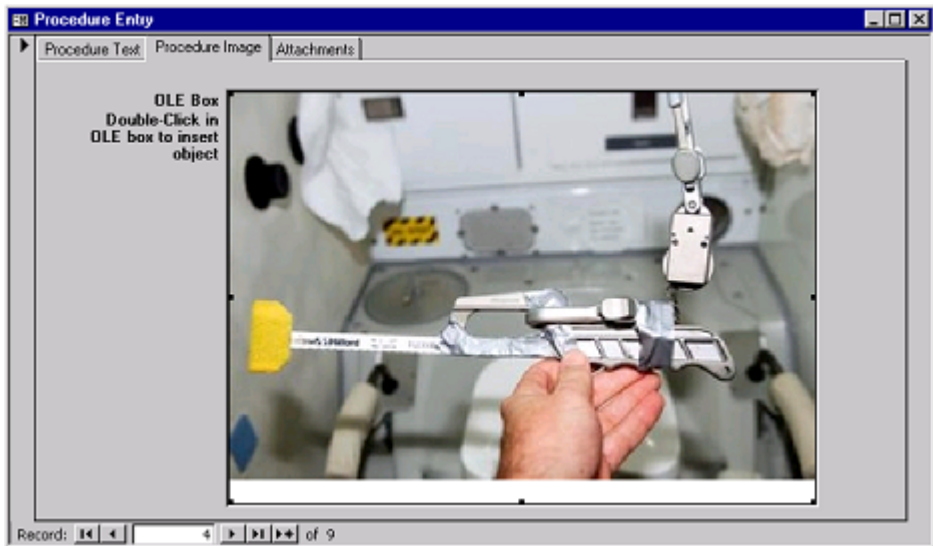 Procedure Entry
Procedure Text Procedure Image Attachments
OLE Box
Double-Click in
OLE box to insert
object
Record: 4 of 9